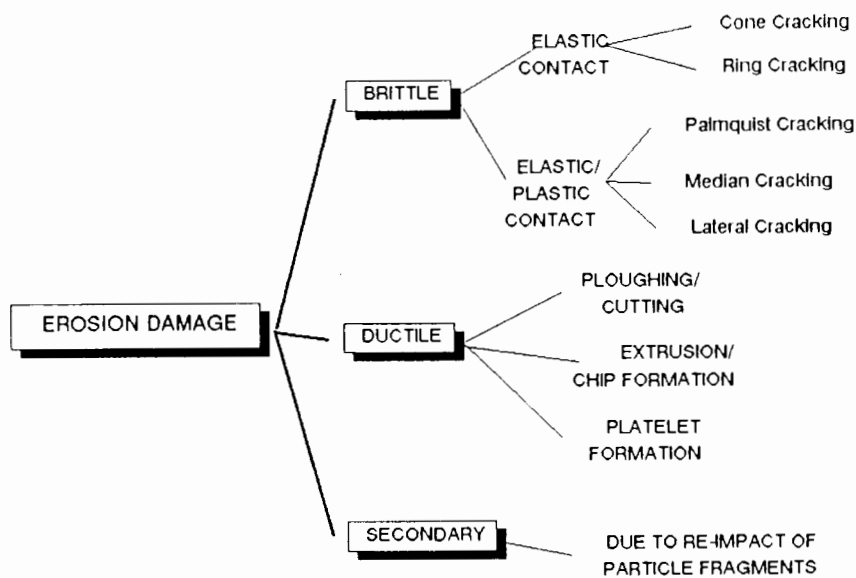 EROSION DAMAGE
BRITTLE
ELASTIC
CONTACT
Cone Cracking
Ring Cracking
ELASTIC/
PLASTIC
CONTACT
Palmquist Cracking
Median Cracking
Lateral Cracking
DUCTILE
PLOUGHING/
CUTTING
EXTRUSION/
CHIP FORMATION
PLATELET
FORMATION
SECONDARY
DUE TO RE-IMPACT OF
PARTICLE FRAGMENTS